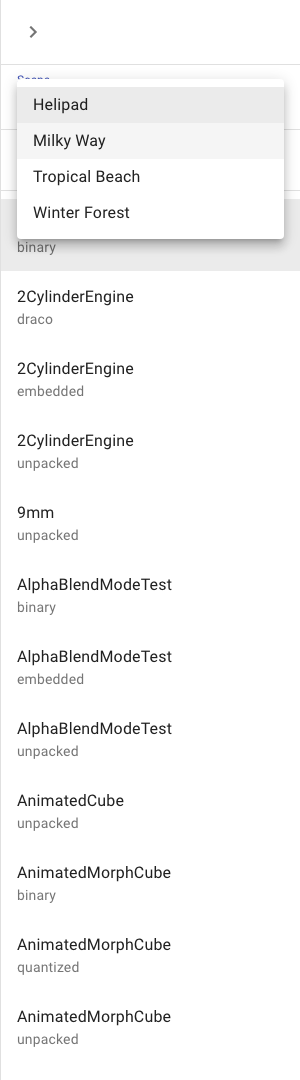 Helipad
Milky Way
Tropical Beach
Winter Forest
binary
2CylinderEngine
draco
2CylinderEngine
embedded
2CylinderEngine
unpacked
9mm
unpacked
AlphaBlendModeTest
binary
AlphaBlendModeTest
embedded
AlphaBlendModeTest
unpacked
AnimatedCube
unpacked
AnimatedMorphCube
binary
AnimatedMorphCube
quantized
AnimatedMorphCube
unpacked